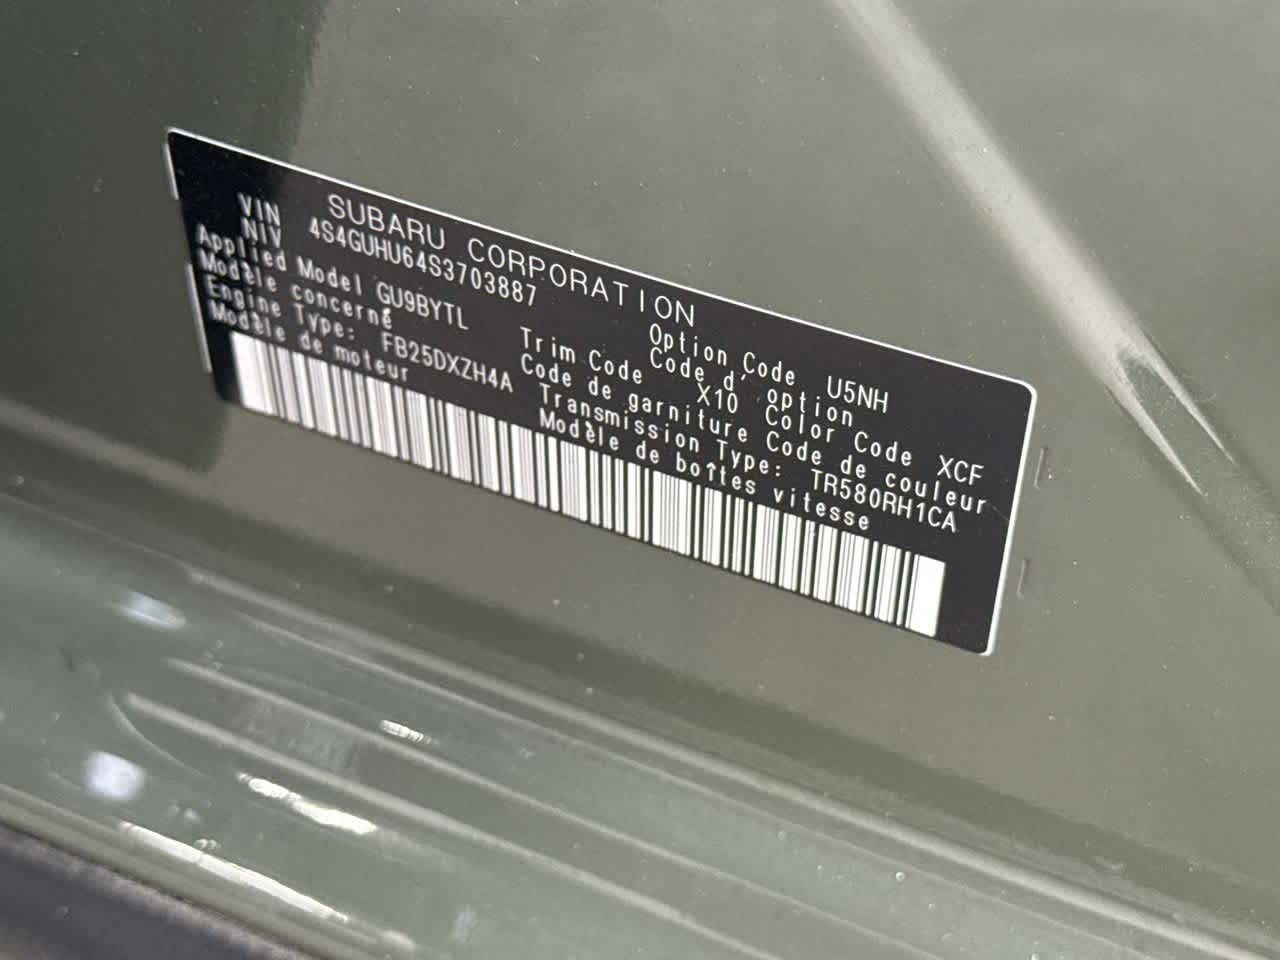 SUBARU CORPORATION
VIN
NIV 4S4GUHU64S3703887
Option Code U5NH
Code d'option
Applied Model GU9BYTL
Modèle concerné
Trim Code X10 Color Code XCF
Code de garniture Code de couleur
Engine Type: FB25DXZH4A
Modèle de moteur
Transmission Type: TR580RH1CA
Modèle de boîtes vitesse